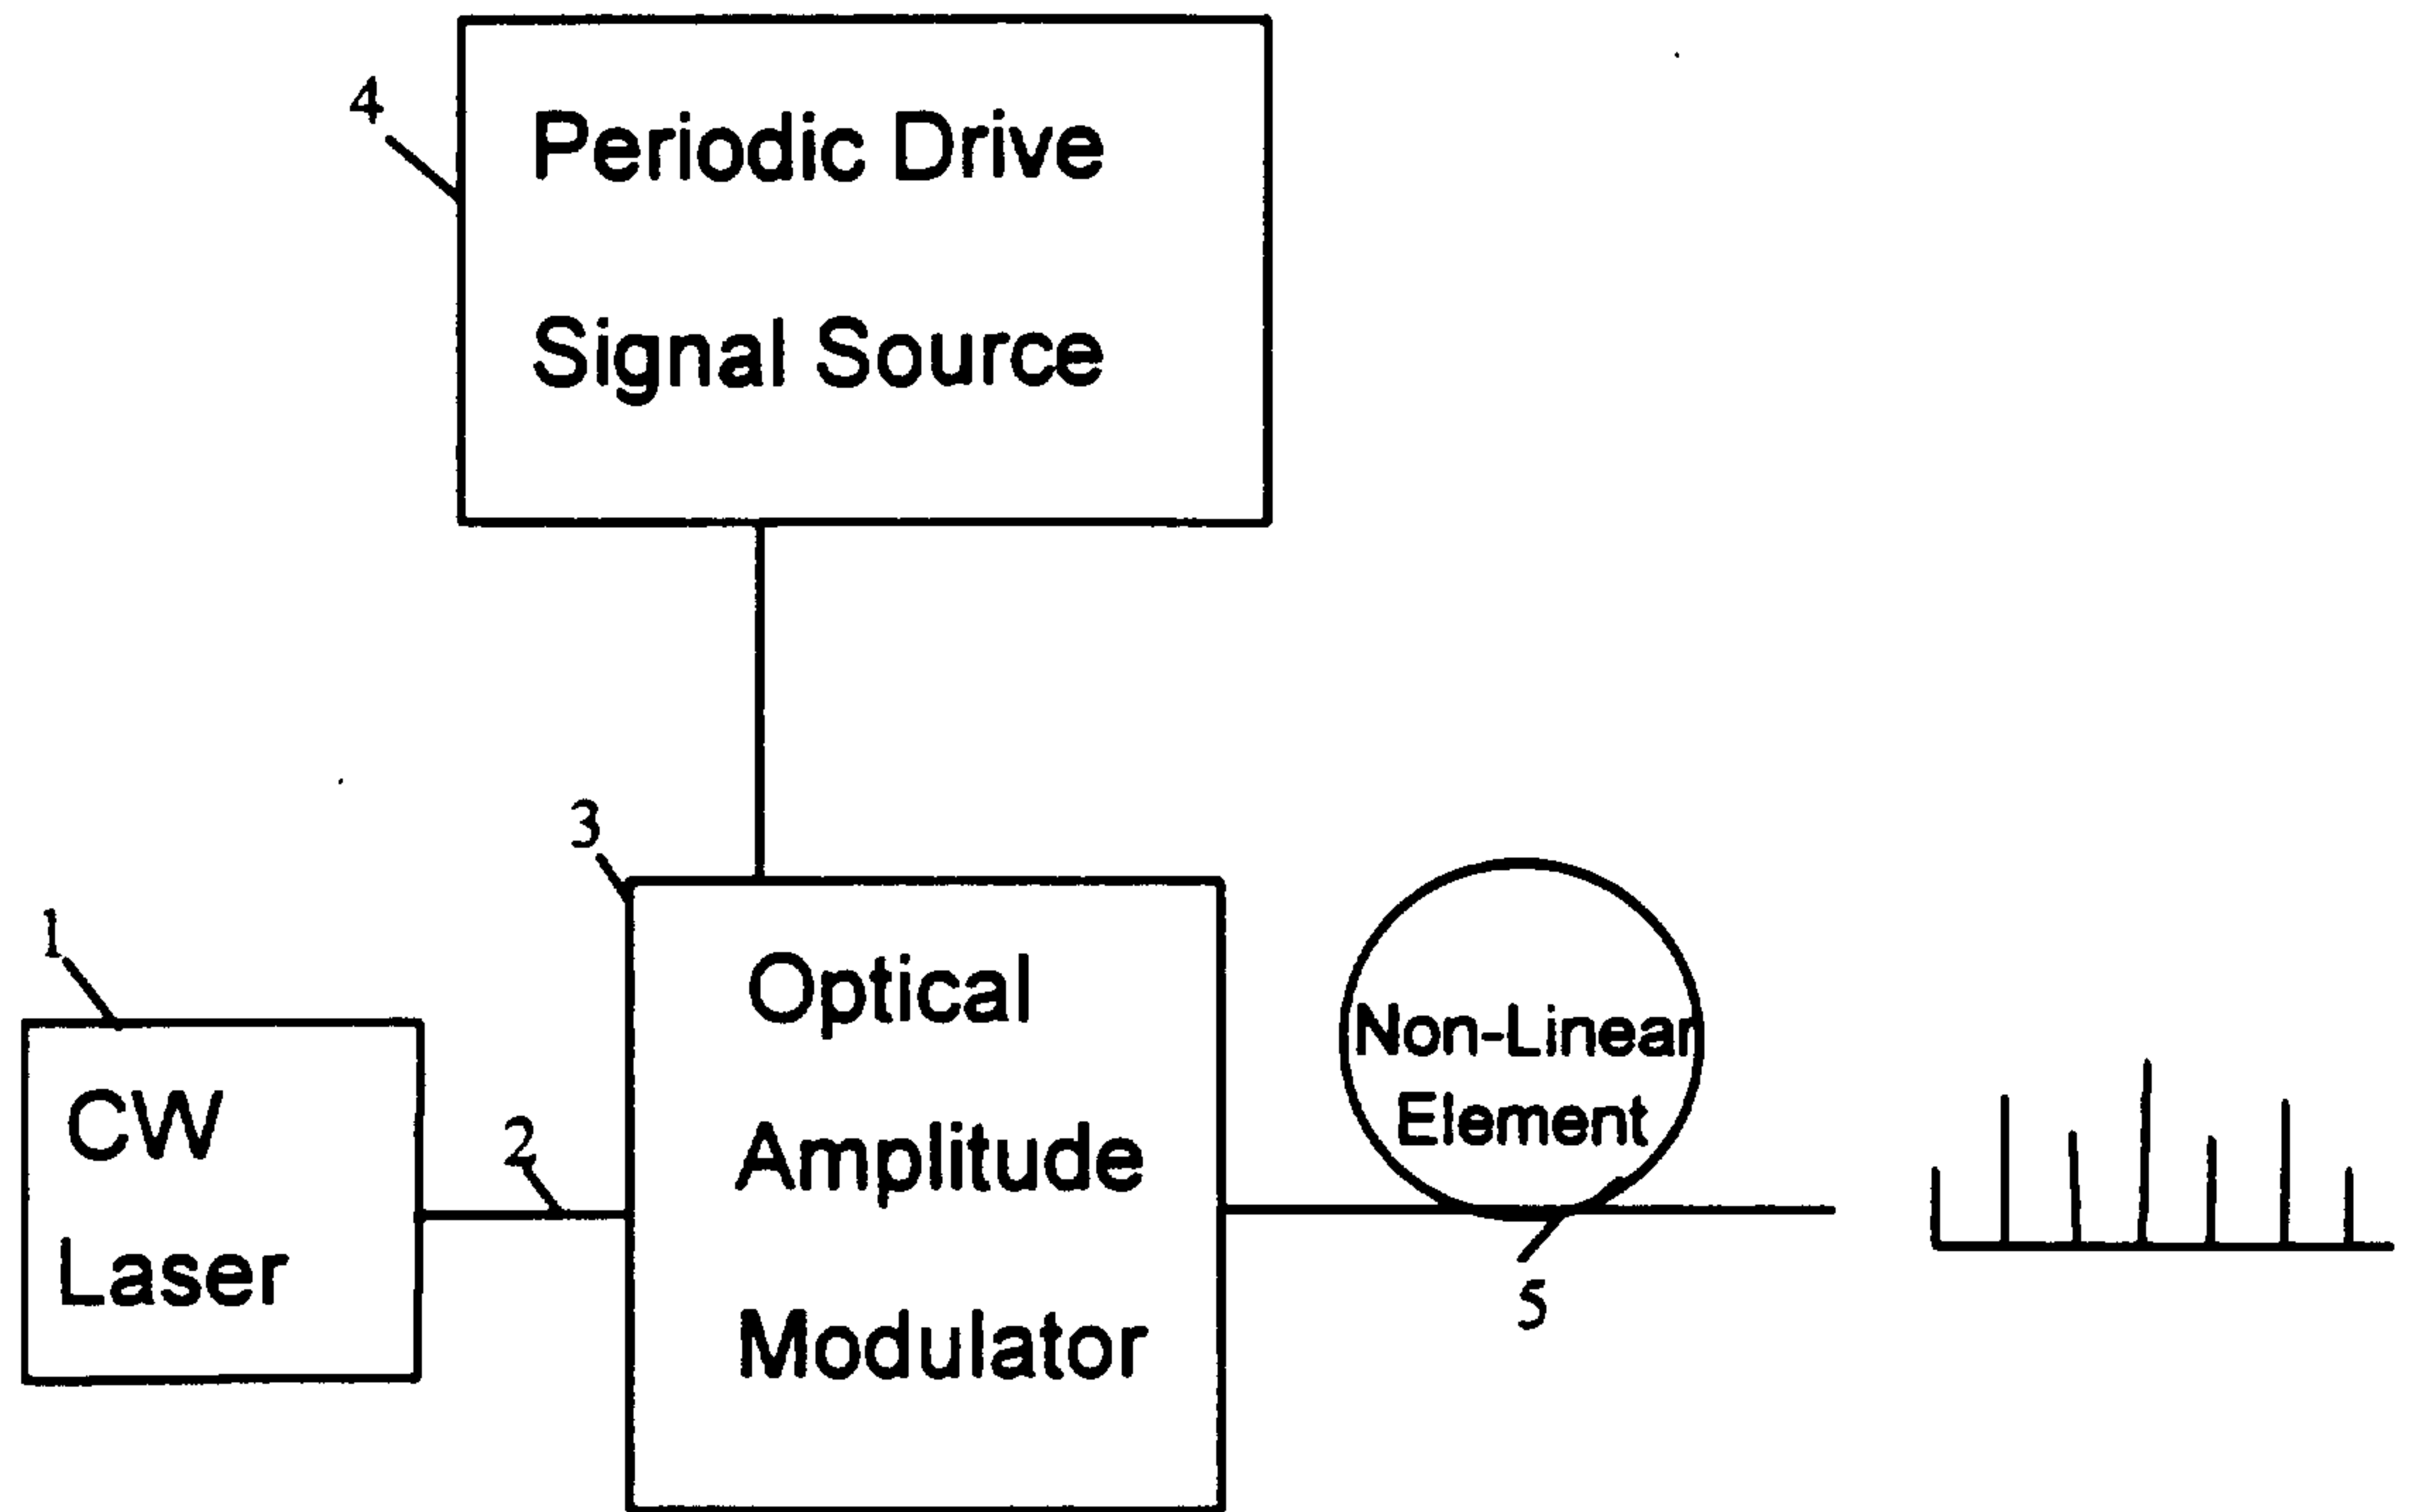 4
Periodic Drive
Signal Source
3
1
Optical
Amplitude
Modulator
Non-Linear
Element
CW
Laser
2
5